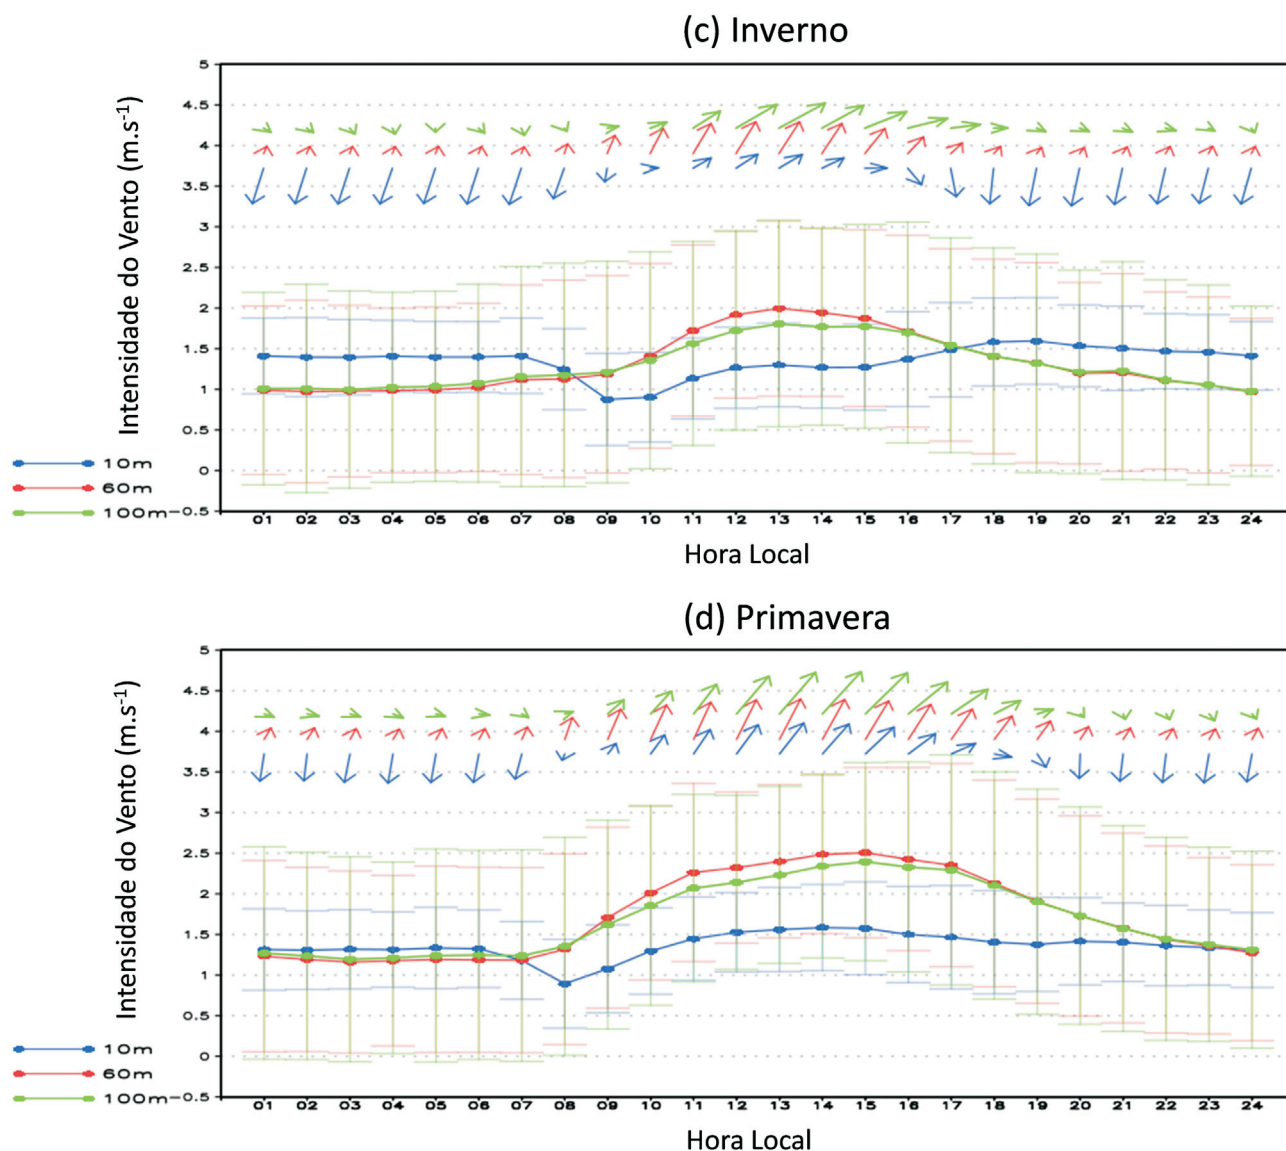 (c) Inverno
Intensidade do Vento (m.s⁻¹)
5
4.5
4
3.5
3
2.5
2
1.5
1
0.5
0
-0.5
10m
60m
100m
01 02 03 04 05 06 07 08 09 10 11 12 13 14 15 16 17 18 19 20 21 22 23 24
Hora Local
(d) Primavera
Intensidade do Vento (m.s⁻¹)
5
4.5
4
3.5
3
2.5
2
1.5
1
0.5
0
-0.5
10m
60m
100m
01 02 03 04 05 06 07 08 09 10 11 12 13 14 15 16 17 18 19 20 21 22 23 24
Hora Local